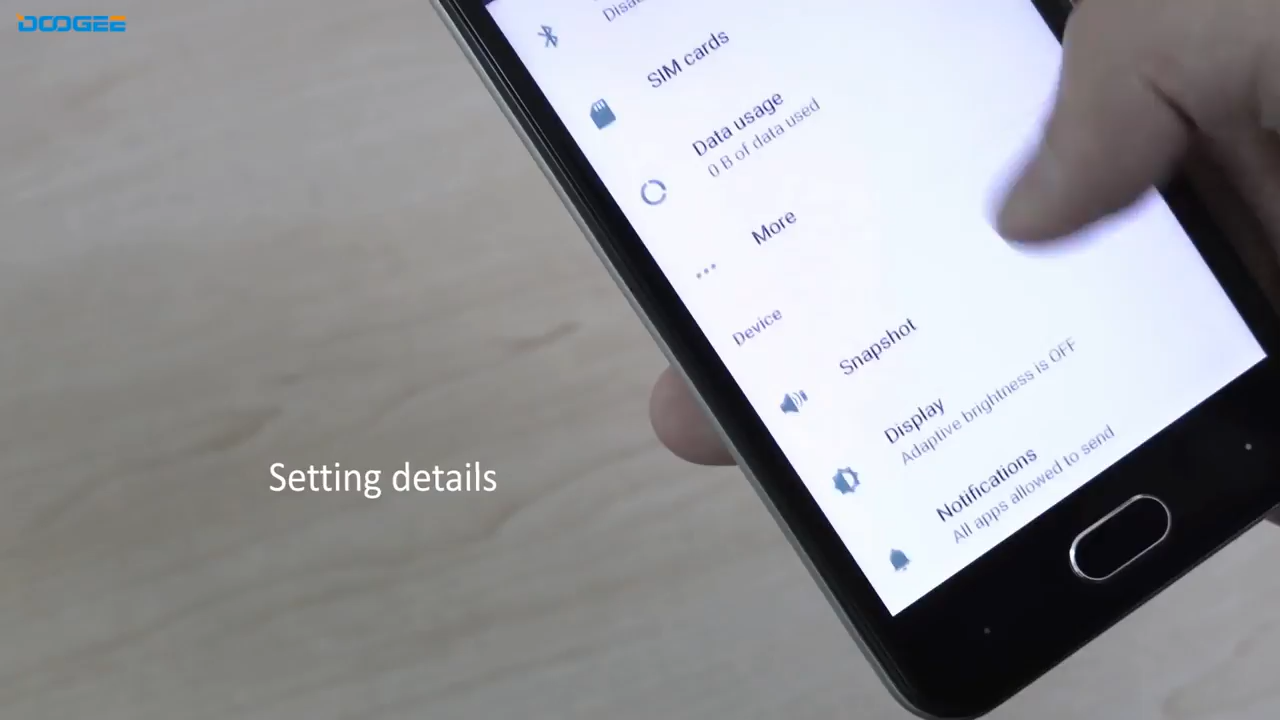 DOOGEE
SIM cards
Data usage
0 B of data used
More
Device
Snapshot
Display
Adaptive brightness is OFF
Notifications
All apps allowed to send
Setting details